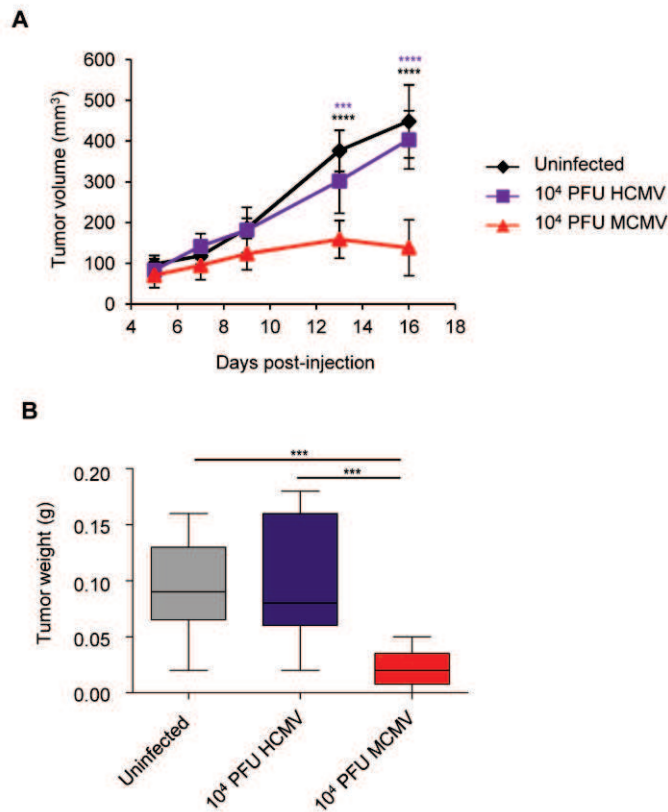 A
Tumor volume (mm³)
600
500
400
300
200
100
0
***
****
****
****
4 6 8 10 12 14 16 18
Days post-injection
Uninfected
10⁴ PFU HCMV
10⁴ PFU MCMV
B
Tumor weight (g)
***
***
0.20
0.15
0.10
0.05
0.00
Uninfected
10⁴ PFU HCMV
10⁴ PFU MCMV